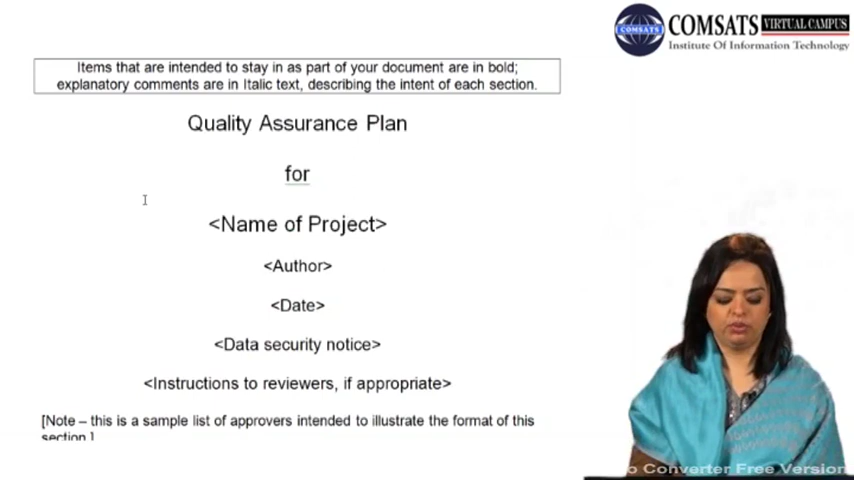 COMSATS VIRTUAL CAMPUS
COMSATS
Institute Of Information Technology
Items that are intended to stay in as part of your document are in bold;
explanatory comments are in Italic text, describing the intent of each section.
Quality Assurance Plan
for
<Name of Project>
<Author>
<Date>
<Data security notice>
<Instructions to reviewers, if appropriate>
[Note – this is a sample list of approvers intended to illustrate the format of this
section.]
o Converter Free Version